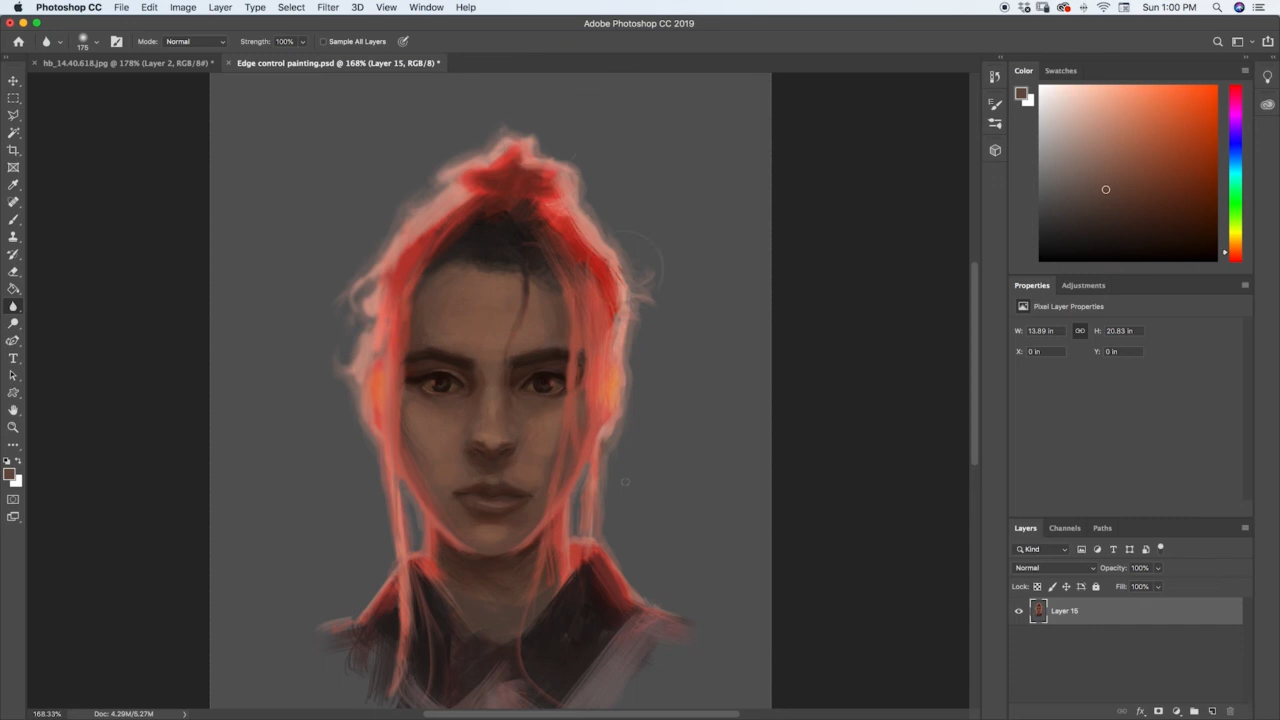 Photoshop CC File Edit Image Layer Type Select Filter 3D View Window Help Sun 1:00 PM
Adobe Photoshop CC 2019
175 Mode: Normal Strength: 100% Sample All Layers
hb_14.40.618.jpg @ 178% (Layer 2, RGB/8#) * Edge control painting.psd @ 168% (Layer 15, RGB/8) *
Color Swatches
Properties Adjustments
Pixel Layer Properties
W: 13.89 in H: 20.83 in
X: 0 in Y: 0 in
Layers Channels Paths
Kind
Normal Opacity: 100%
Lock: Fill: 100%
Layer 15
168.33% Doc: 4.29M/5.27M